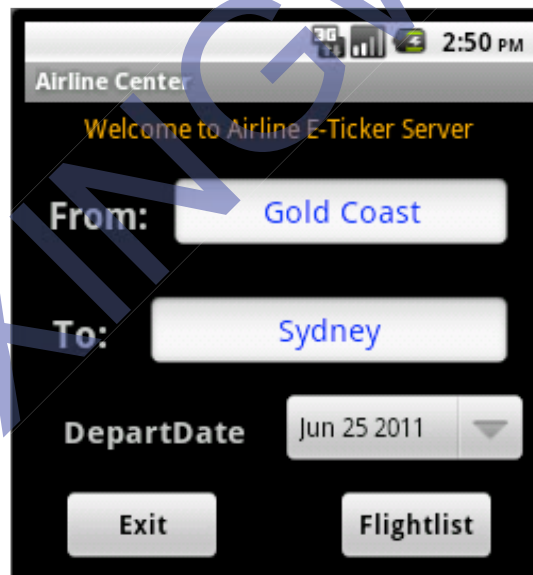 3G 2:50 PM
Airline Center
Welcome to Airline E-Ticker Server
From: Gold Coast
To: Sydney
DepartDate Jun 25 2011
Exit Flightlist